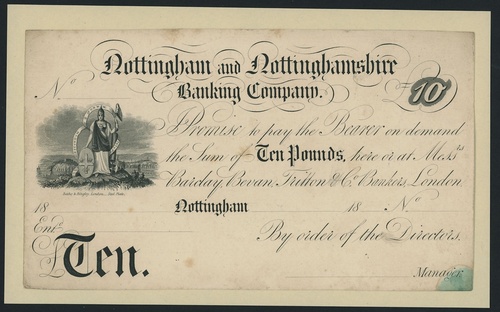 Nottingham and Nottinghamshire
Banking Company.
No
10
Promise to pay the Bearer on demand
the Sum of Ten Pounds, here or at Messrs
Barclay, Bevan, Tritton & Co. Bankers, London.
18 Nottingham 18 No
Entd
By order of the Directors,
£Ten.
Manager.